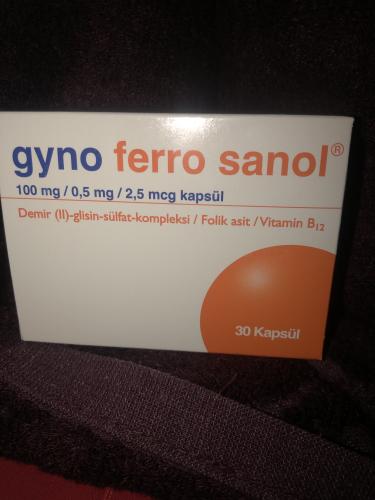 gyno ferro sanol®
100 mg / 0,5 mg / 2,5 mcg kapsül
Demir (II)-glisin-sülfat-kompleksi / Folik asit / Vitamin B₁₂
30 Kapsül